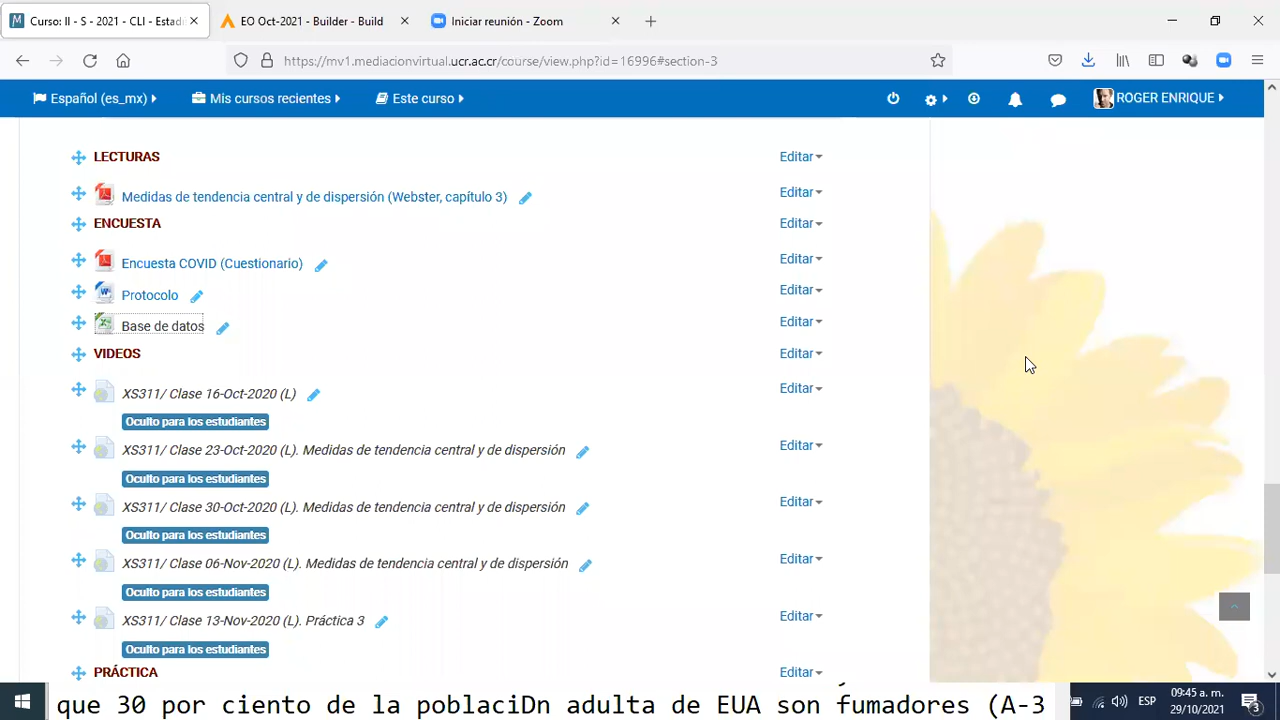 Curso: II - S - 2021 - CLI - Estadí
EO Oct-2021 - Builder - Build
Iniciar reunión - Zoom
https://mv1.mediacionvirtual.ucr.ac.cr/course/view.php?id=16996#section-3
Español (es_mx)
Mis cursos recientes
Este curso
ROGER ENRIQUE
LECTURAS
Editar
Medidas de tendencia central y de dispersión (Webster, capítulo 3)
Editar
ENCUESTA
Editar
Encuesta COVID (Cuestionario)
Editar
Protocolo
Editar
Base de datos
Editar
VIDEOS
Editar
XS311/ Clase 16-Oct-2020 (L)
Editar
Oculto para los estudiantes
XS311/ Clase 23-Oct-2020 (L). Medidas de tendencia central y de dispersión
Editar
Oculto para los estudiantes
XS311/ Clase 30-Oct-2020 (L). Medidas de tendencia central y de dispersión
Editar
Oculto para los estudiantes
XS311/ Clase 06-Nov-2020 (L). Medidas de tendencia central y de dispersión
Editar
Oculto para los estudiantes
XS311/ Clase 13-Nov-2020 (L). Práctica 3
Editar
Oculto para los estudiantes
PRÁCTICA
Editar
que 30 por ciento de la poblaciDn adulta de EUA son fumadores (A-3
ESP
09:45 a. m.
29/10/2021
3